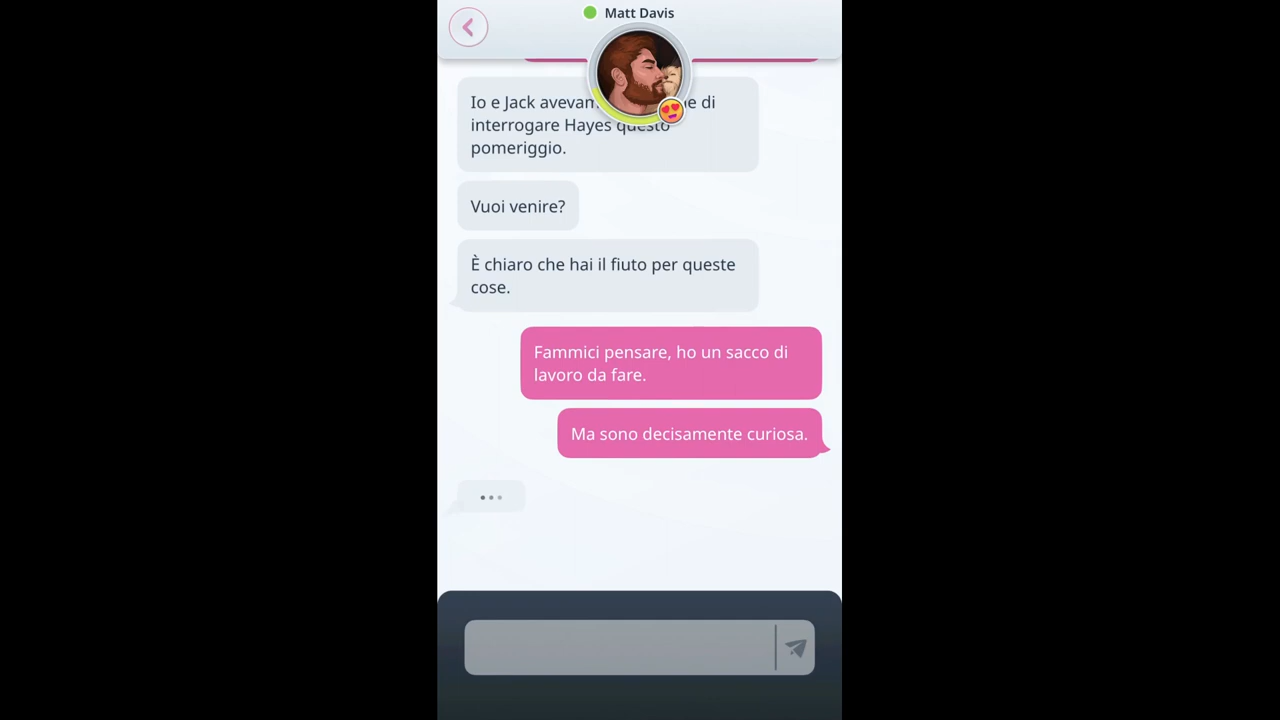 Matt Davis
Io e Jack di
interrogare Hayes questo
pomeriggio.
Vuoi venire?
È chiaro che hai il fiuto per queste
cose.
Fammici pensare, ho un sacco di
lavoro da fare.
Ma sono decisamente curiosa.